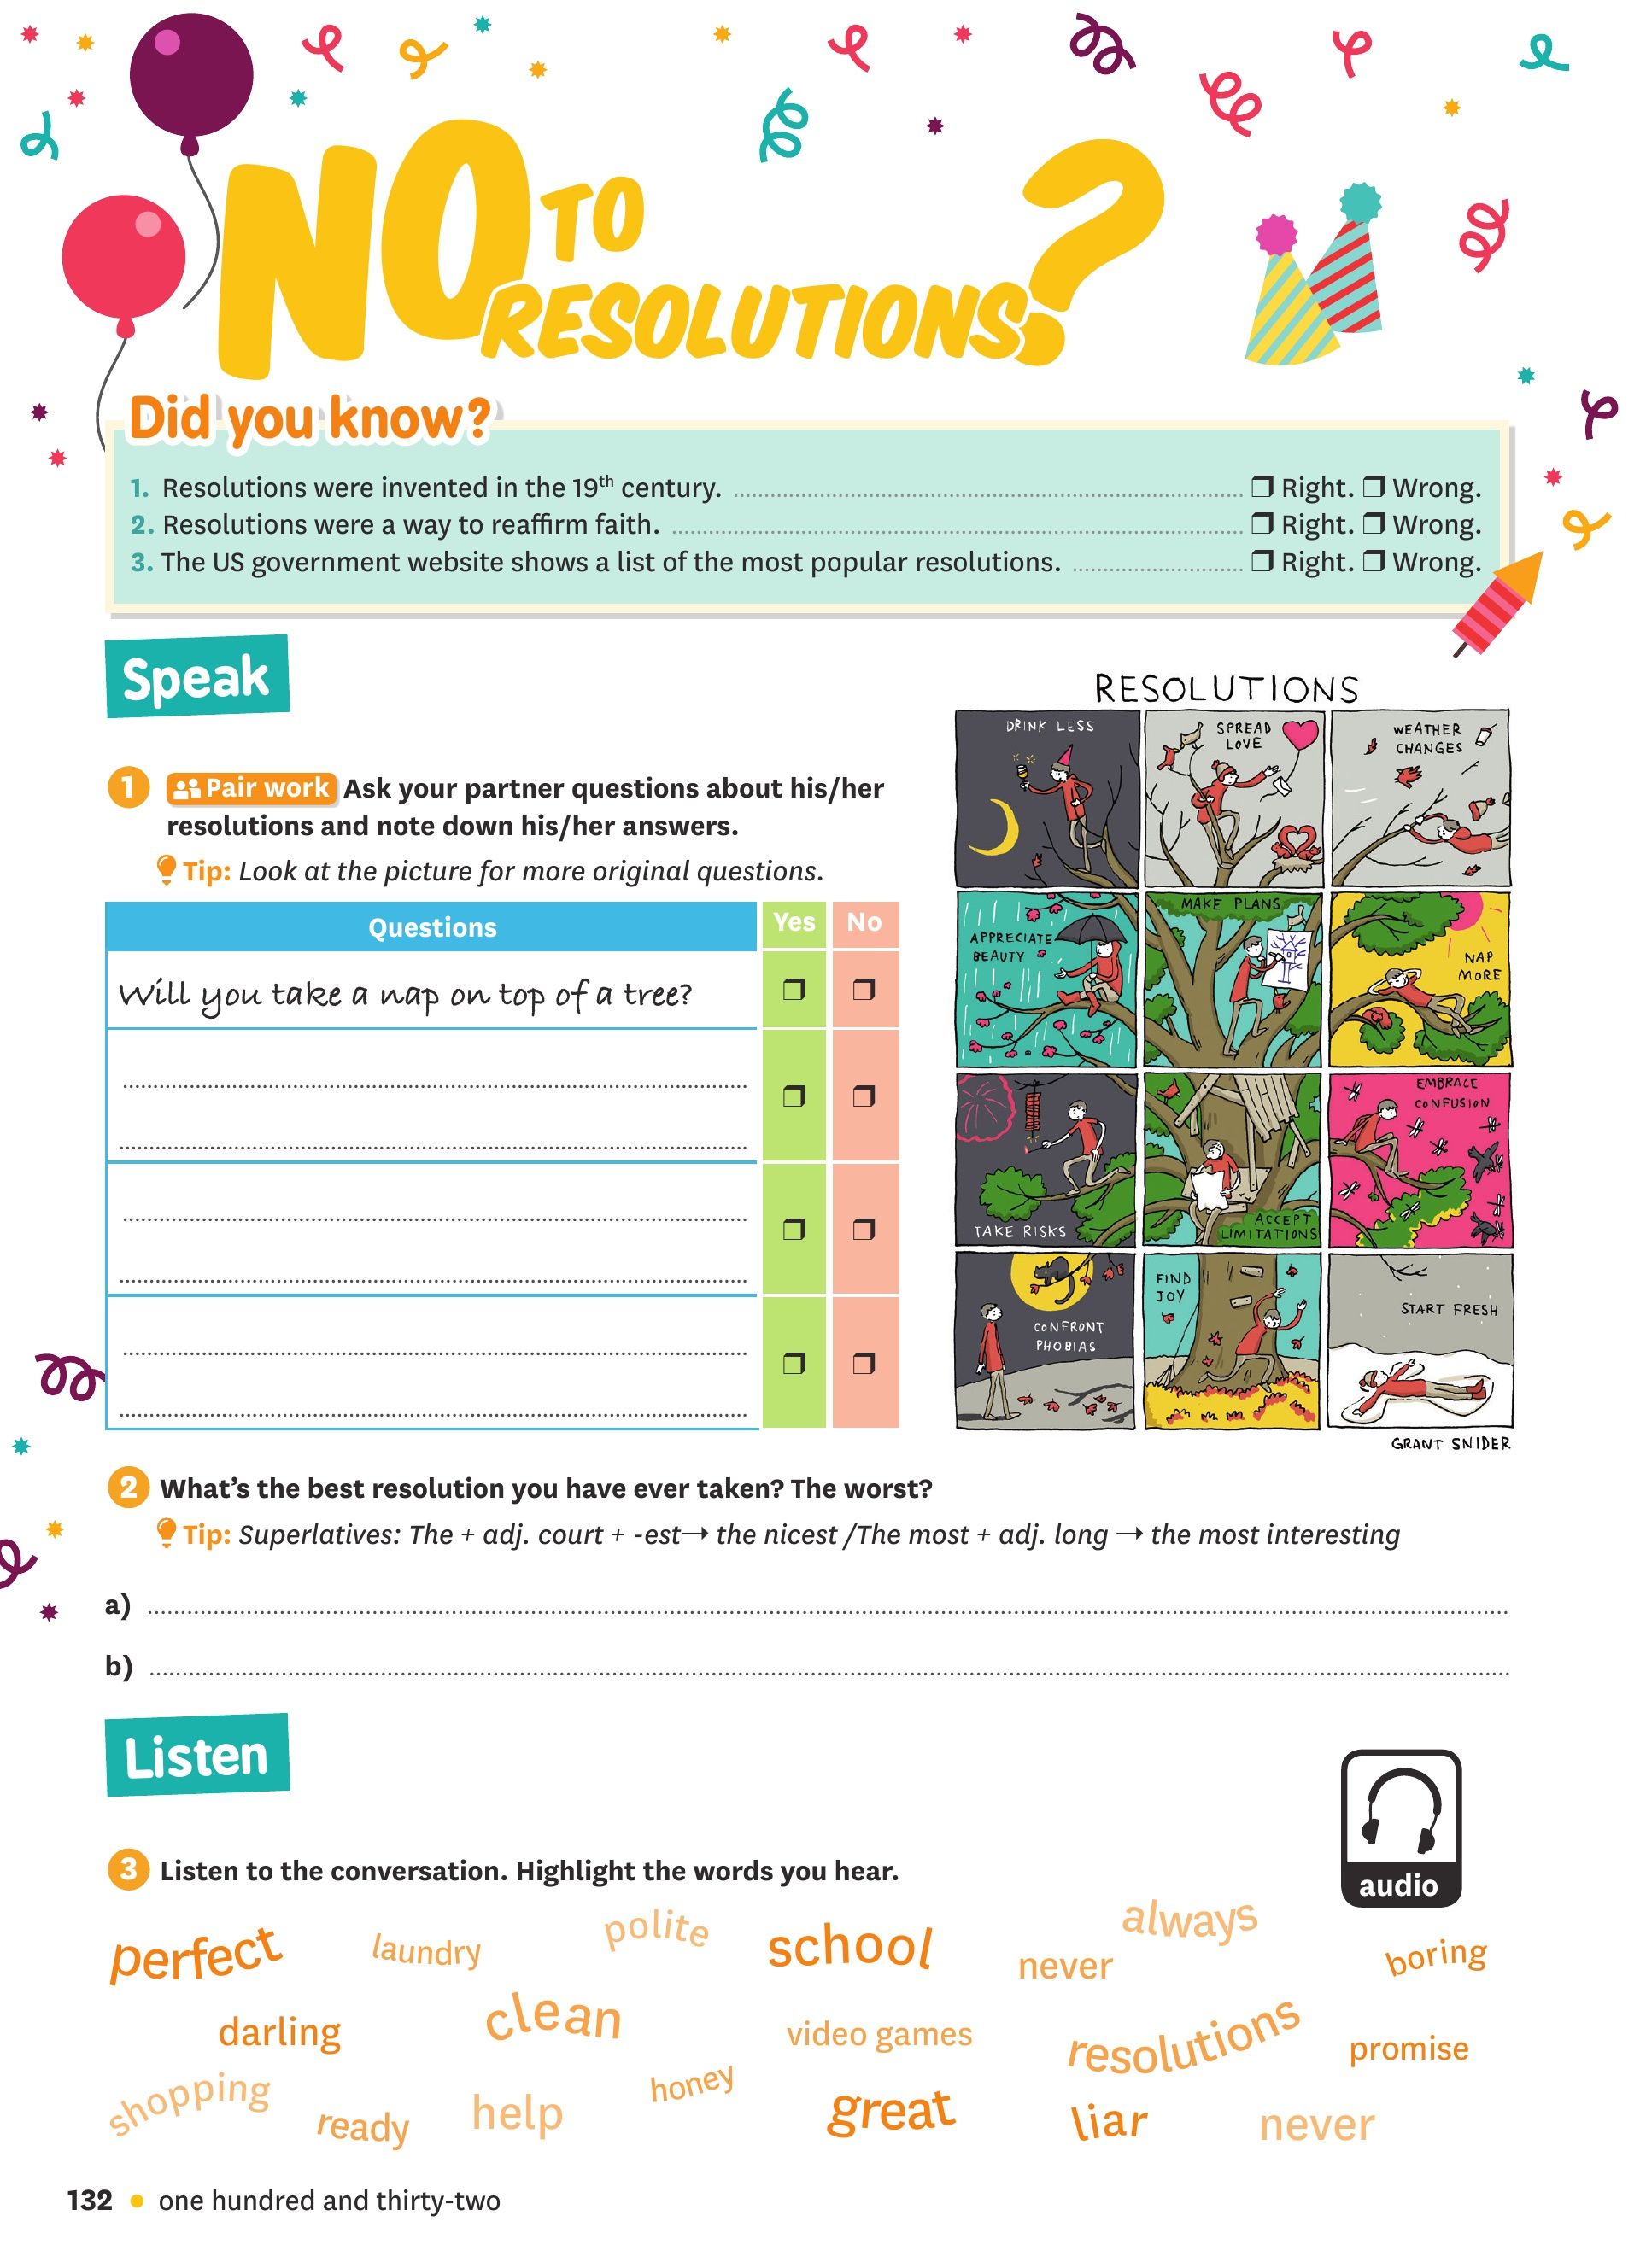 NO TO
RESOLUTIONS?
Did you know?
1. Resolutions were invented in the 19th century. ❒ Right. ❒ Wrong.
2. Resolutions were a way to reaffirm faith. ❒ Right. ❒ Wrong.
3. The US government website shows a list of the most popular resolutions. ❒ Right. ❒ Wrong.
Speak
1 Pair work Ask your partner questions about his/her
resolutions and note down his/her answers.
Tip: Look at the picture for more original questions.
Questions Yes No
Will you take a nap on top of a tree? ❒ ❒
❒ ❒
❒ ❒
❒ ❒
RESOLUTIONS
DRINK LESS
SPREAD
LOVE
WEATHER
CHANGES
APPRECIATE
BEAUTY
MAKE PLANS
NAP
MORE
TAKE RISKS
ACCEPT
LIMITATIONS
EMBRACE
CONFUSION
CONFRONT
PHOBIAS
FIND
JOY
START FRESH
GRANT SNIDER
2 What's the best resolution you have ever taken? The worst?
Tip: Superlatives: The + adj. court + -est→ the nicest /The most + adj. long → the most interesting
a)
b)
Listen
audio
3 Listen to the conversation. Highlight the words you hear.
perfect laundry polite school never always boring
darling clean video games resolutions promise
shopping ready help honey great liar never
132 • one hundred and thirty-two